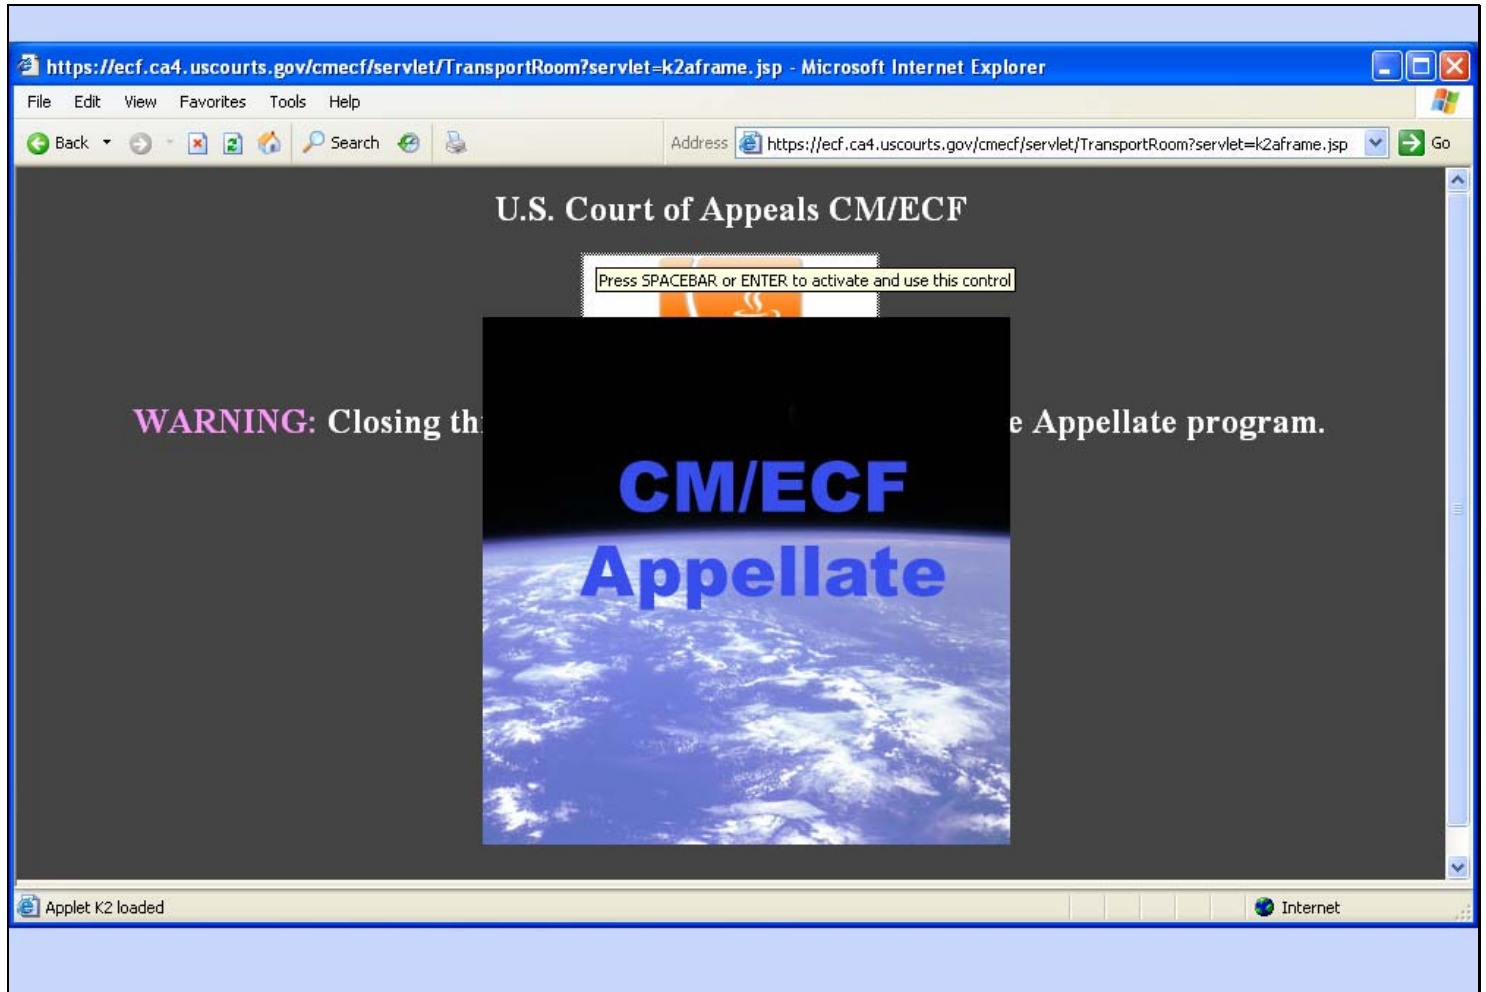 https://ecf.ca4.uscourts.gov/cmecf/servlet/TransportRoom?servlet=k2aframe.jsp - Microsoft Internet Explorer
File Edit View Favorites Tools Help
Back Search Address https://ecf.ca4.uscourts.gov/cmecf/servlet/TransportRoom?servlet=k2aframe.jsp Go
U.S. Court of Appeals CM/ECF
Press SPACEBAR or ENTER to activate and use this control
WARNING: Closing thi e Appellate program.
CM/ECF
Appellate
Applet K2 loaded Internet